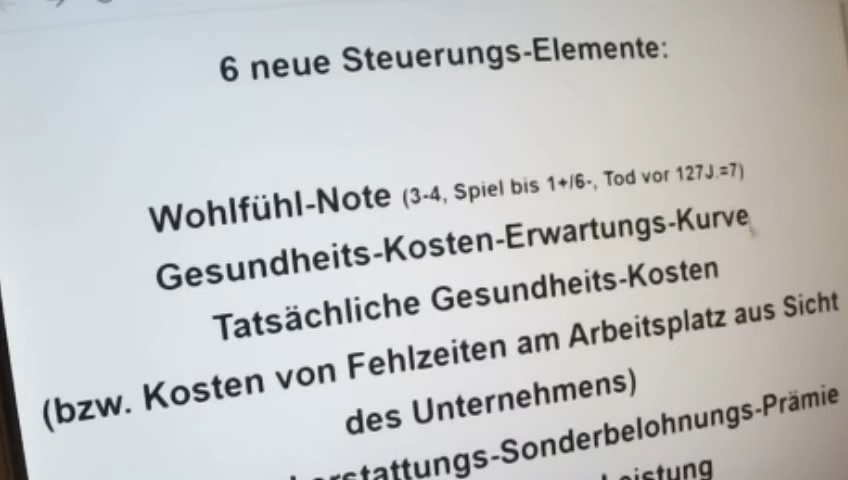 6 neue Steuerungs-Elemente:
Wohlfühl-Note (3-4, Spiel bis 1+/6-, Tod vor 127J.=7)
Gesundheits-Kosten-Erwartungs-Kurve
Tatsächliche Gesundheits-Kosten
(bzw. Kosten von Fehlzeiten am Arbeitsplatz aus Sicht
des Unternehmens)